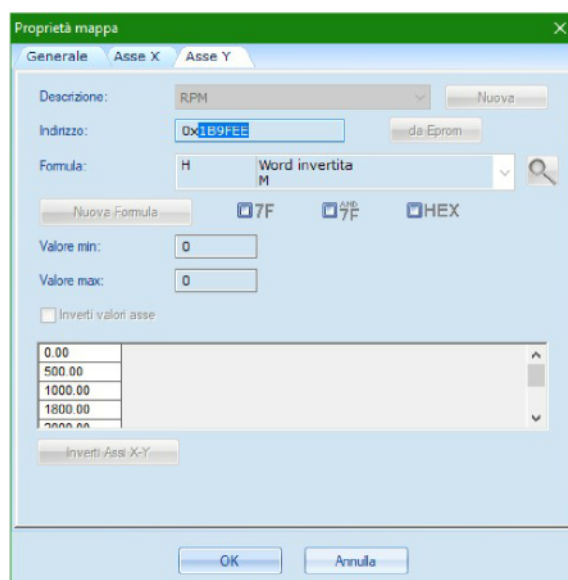 Proprietà mappa
Generale Asse X Asse Y
Descrizione: RPM Nuova
Indirizzo: 0x1B9FEE da Eprom
Formula: H Word invertita
M
Nuova Formula 7F AND 7F HEX
Valore min: 0
Valore max: 0
Inverti valori asse
0.00
500.00
1000.00
1800.00
2000.00
Inverti Assi X-Y
OK Annulla